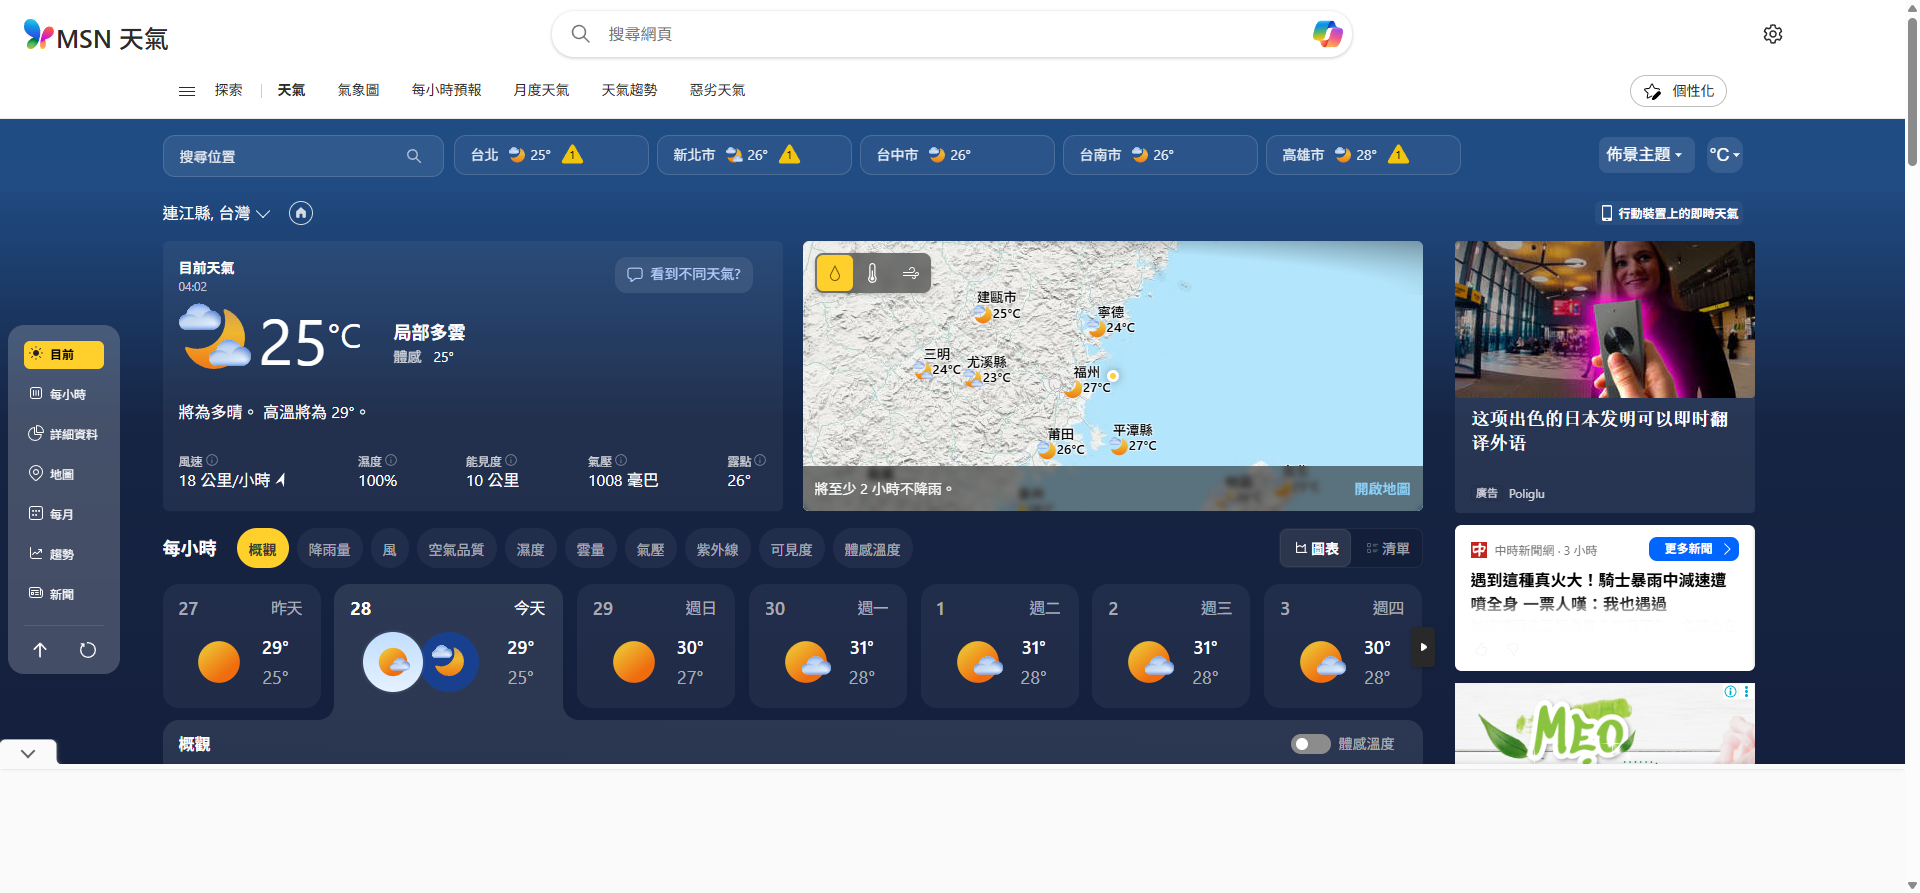 MSN 天氣
搜尋網頁
探索
天氣
氣象圖
每小時預報
月度天氣
天氣趨勢
惡劣天氣
個性化
搜尋位置
台北 25° 1
新北市 26° 1
台中市 26°
台南市 26°
高雄市 28° 1
佈景主題
°C
連江縣, 台灣
行動裝置上的即時天氣
目前天氣
04:02
看到不同天氣?
25°C
局部多雲
體感 25°
將為多晴。 高溫將為 29°。
風速
18 公里/小時
濕度
100%
能見度
10 公里
氣壓
1008 毫巴
露點
26°
建甌市
25°C
寧德
24°C
三明
24°C
尤溪縣
23°C
福州
27°C
莆田
26°C
平潭縣
27°C
將至少 2 小時不降雨。
開啟地圖
这项出色的日本发明可以即时翻
译外语
廣告 Poliglu
目前
每小時
詳細資料
地圖
每月
趨勢
新聞
每小時
概觀
降雨量
風
空氣品質
濕度
雲量
氣壓
紫外線
可見度
體感溫度
圖表
清單
27 昨天
29°
25°
28 今天
29°
25°
29 週日
30°
27°
30 週一
31°
28°
1 週二
31°
28°
2 週三
31°
28°
3 週四
30°
28°
概觀
體感溫度
中時新聞網 · 3 小時
更多新聞
遇到這種真火大！騎士暴雨中減速遭
噴全身 一票人嘆：我也遇過
MEO